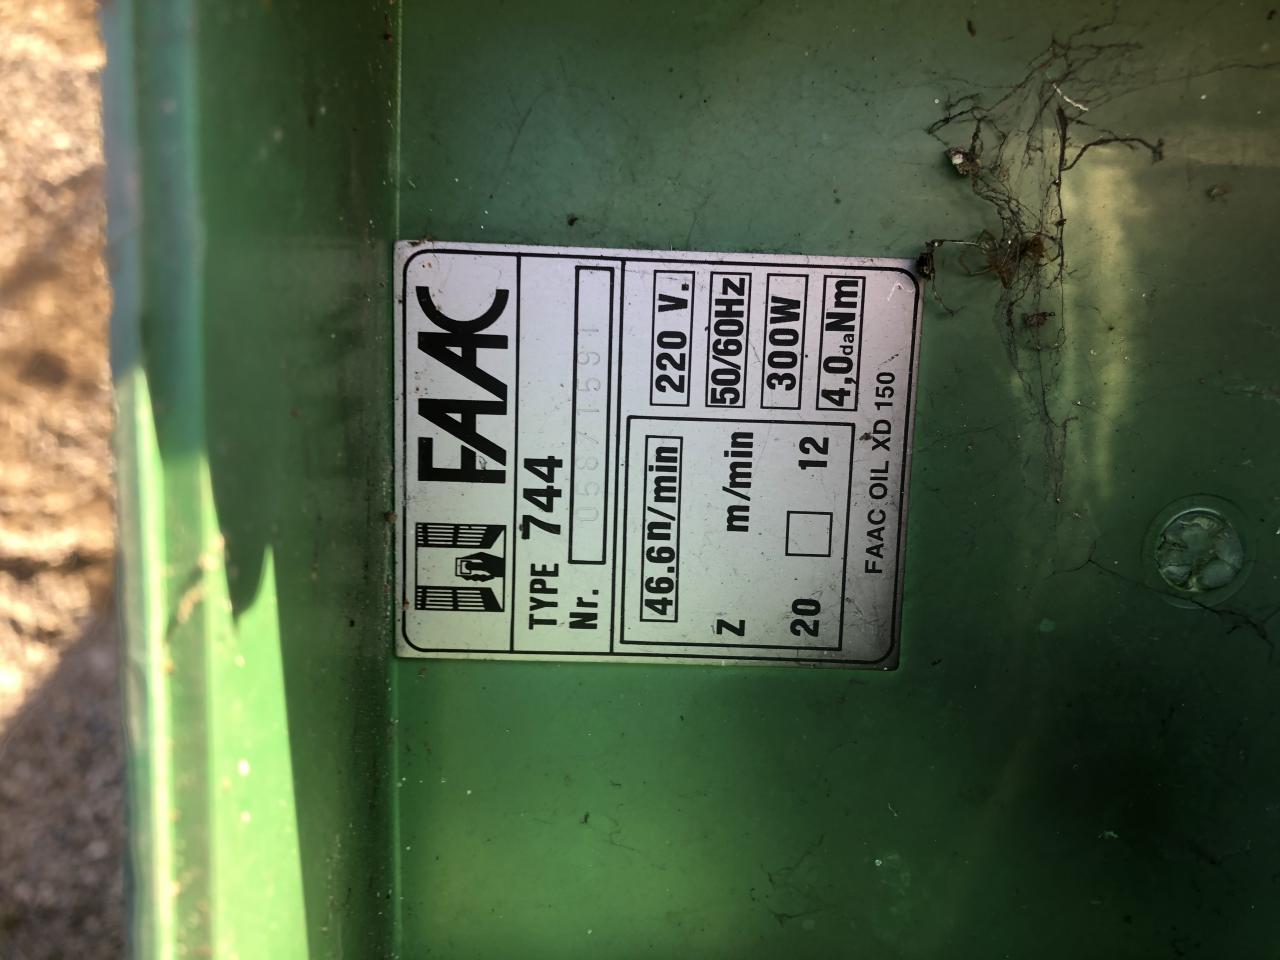 FAAC
TYPE 744
Nr.
46.6n/min
220 V.
50/60Hz
300W
4,0daNm
Z m/min
20 12
FAAC OIL XD 150